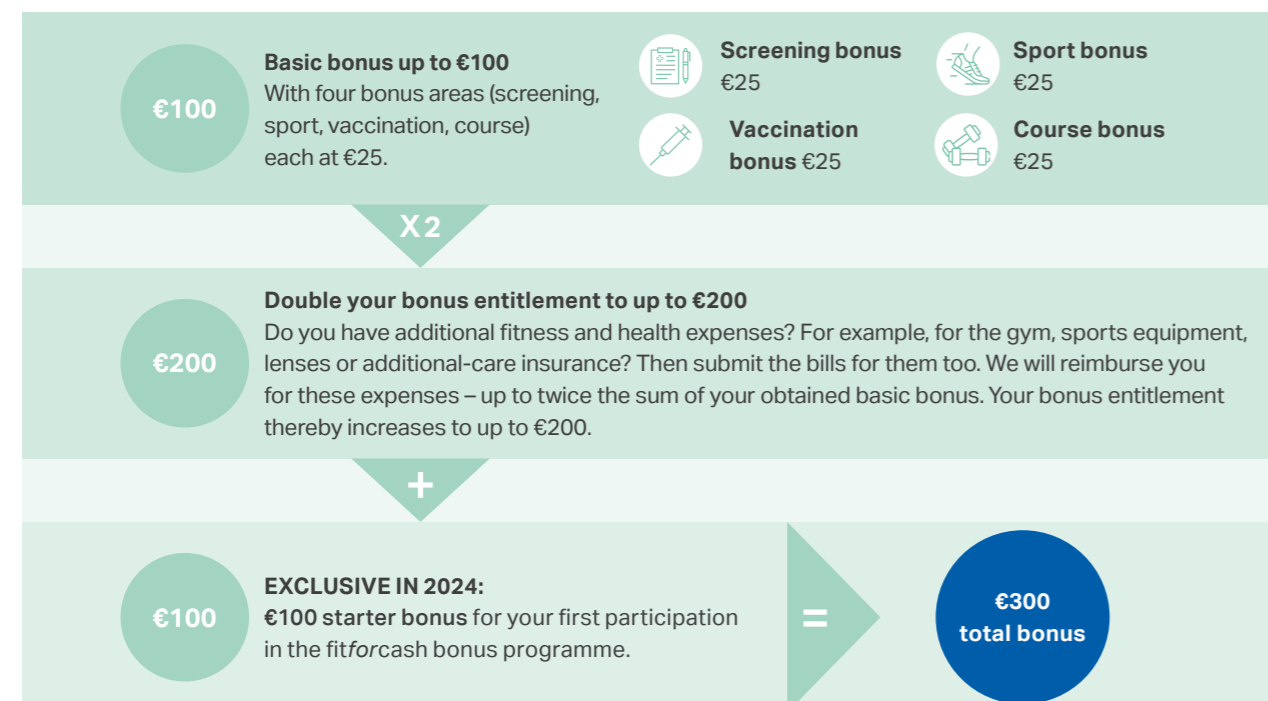 €100
Basic bonus up to €100
With four bonus areas (screening,
sport, vaccination, course)
each at €25.
Screening bonus
€25
Sport bonus
€25
Vaccination
bonus €25
Course bonus
€25
X2
€200
Double your bonus entitlement to up to €200
Do you have additional fitness and health expenses? For example, for the gym, sports equipment,
lenses or additional-care insurance? Then submit the bills for them too. We will reimburse you
for these expenses – up to twice the sum of your obtained basic bonus. Your bonus entitlement
thereby increases to up to €200.
+
€100
EXCLUSIVE IN 2024:
€100 starter bonus for your first participation
in the fitforcash bonus programme.
=
€300
total bonus